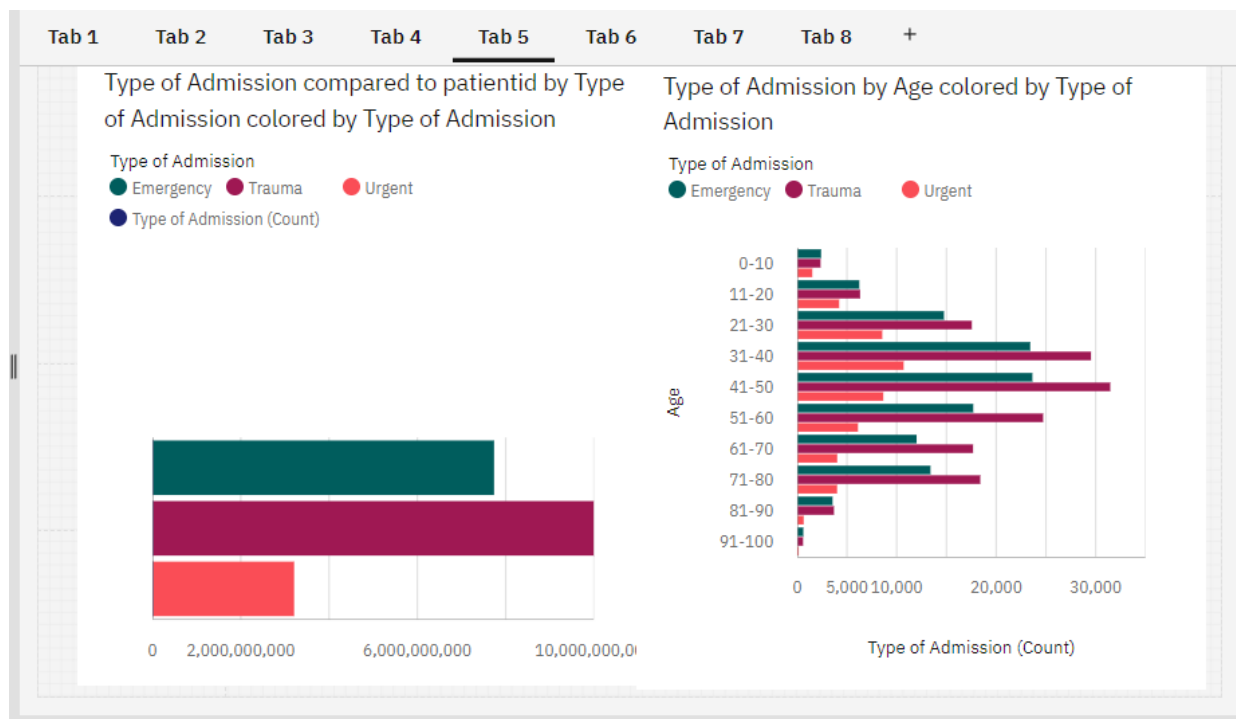 Tab 1 Tab 2 Tab 3 Tab 4 Tab 5 Tab 6 Tab 7 Tab 8 +
Type of Admission compared to patientid by Type
of Admission colored by Type of Admission
Type of Admission
Emergency Trauma Urgent
Type of Admission (Count)
0 2,000,000,000 6,000,000,000 10,000,000,0
Type of Admission by Age colored by Type of
Admission
Type of Admission
Emergency Trauma Urgent
Age
0-10
11-20
21-30
31-40
41-50
51-60
61-70
71-80
81-90
91-100
0 5,000 10,000 20,000 30,000
Type of Admission (Count)